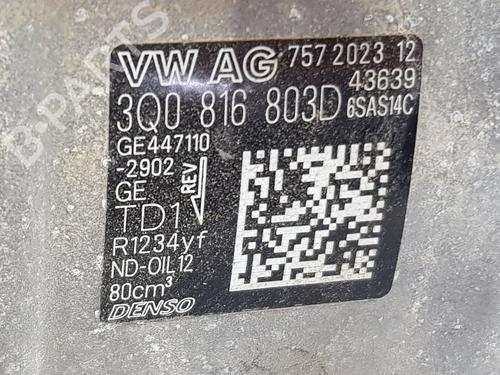 VW AG 757 2023 12
43639
3Q0 816 803D 6SAS14C
GE447110
-2902
GE REV
TD1
R1234yf
ND-OIL12
80cm³
DENSO
B-PARTS